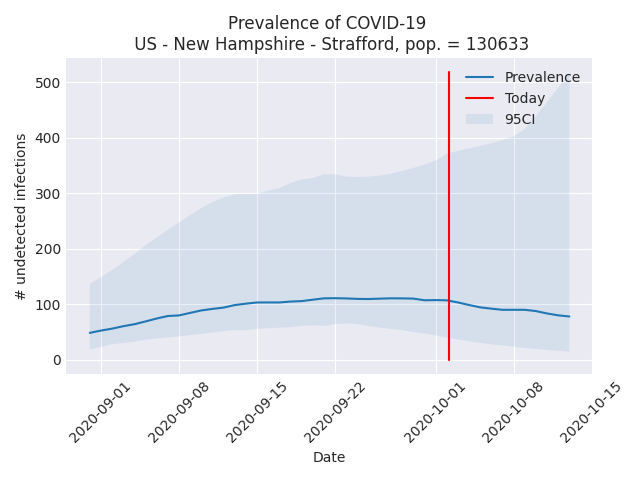 Prevalence of COVID-19
US - New Hampshire - Strafford, pop. = 130633
Prevalence
Today
95CI
500
400
300
200
100
0
# undetected infections
2020-09-01
2020-09-08
2020-09-15
2020-09-22
2020-10-01
2020-10-08
2020-10-15
Date